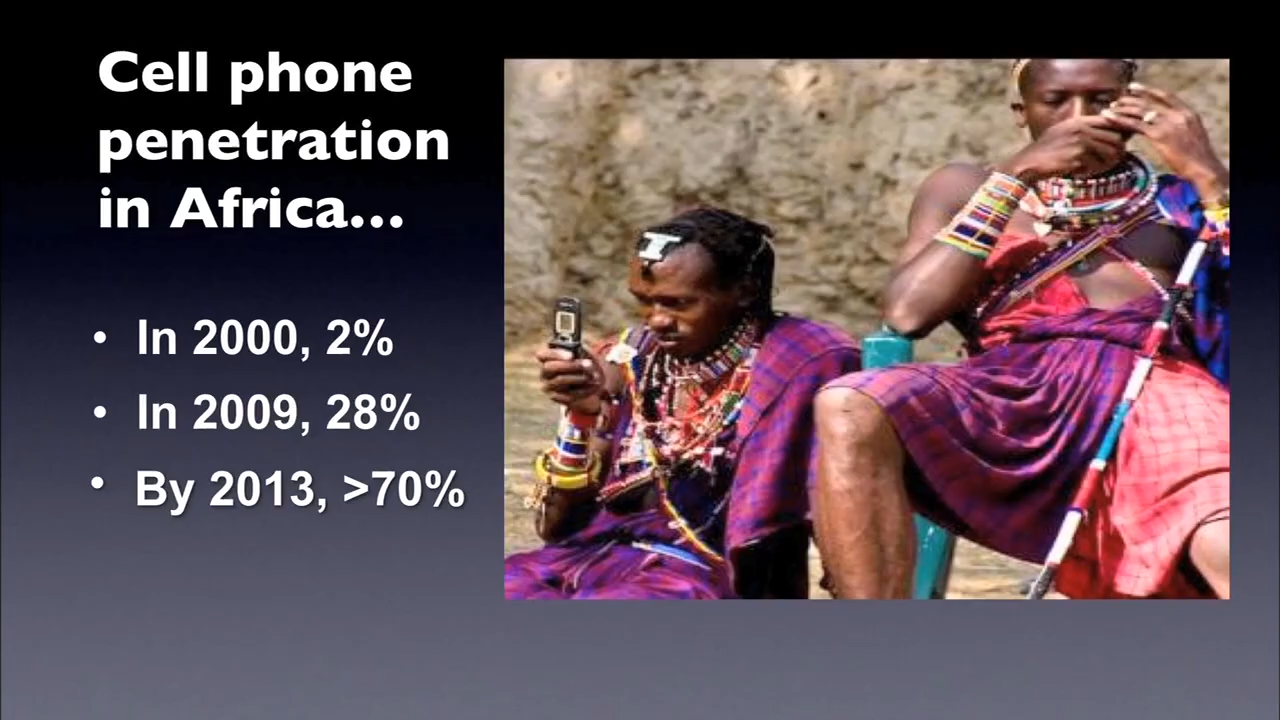 Cell phone
penetration
in Africa...
• In 2000, 2%
• In 2009, 28%
• By 2013, >70%